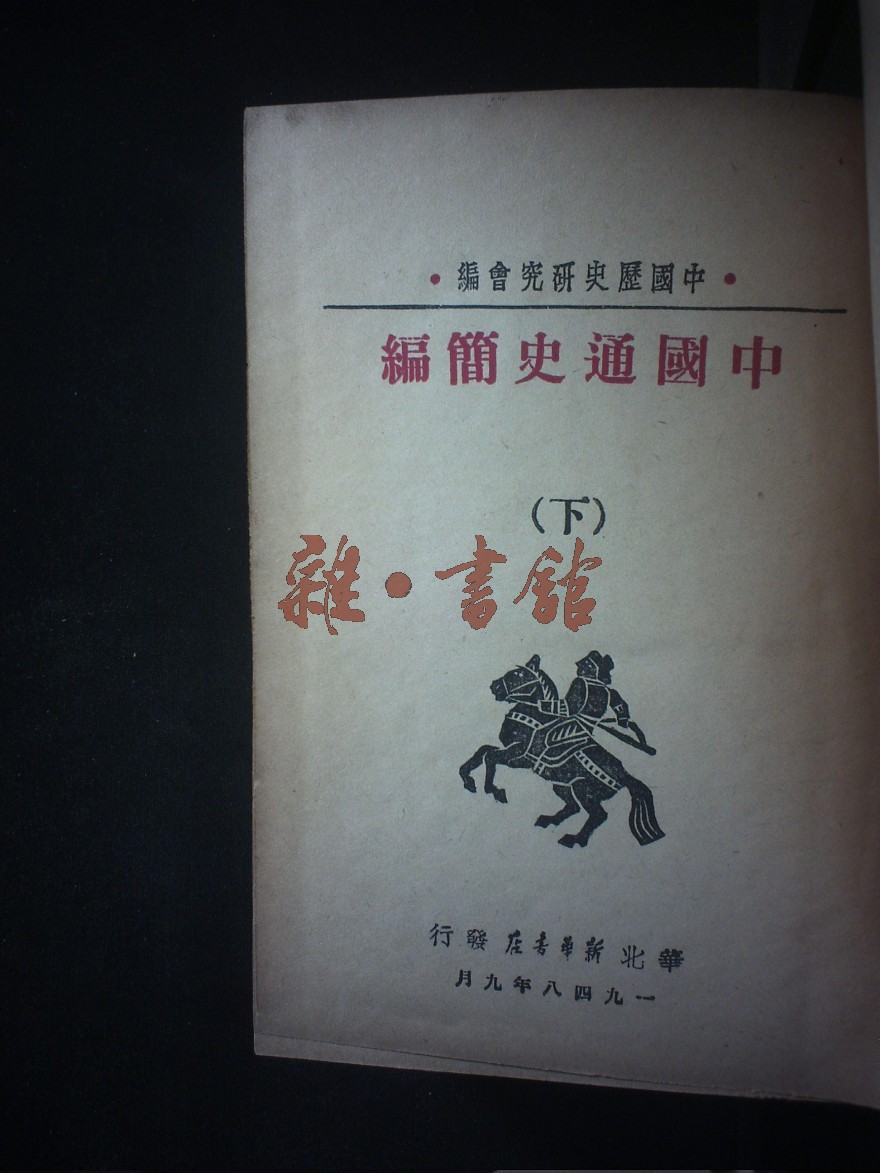 •中國歷史研究會編•
中國通史簡編
（下）
雜•書館
華北新華書店發行
一九四八年九月